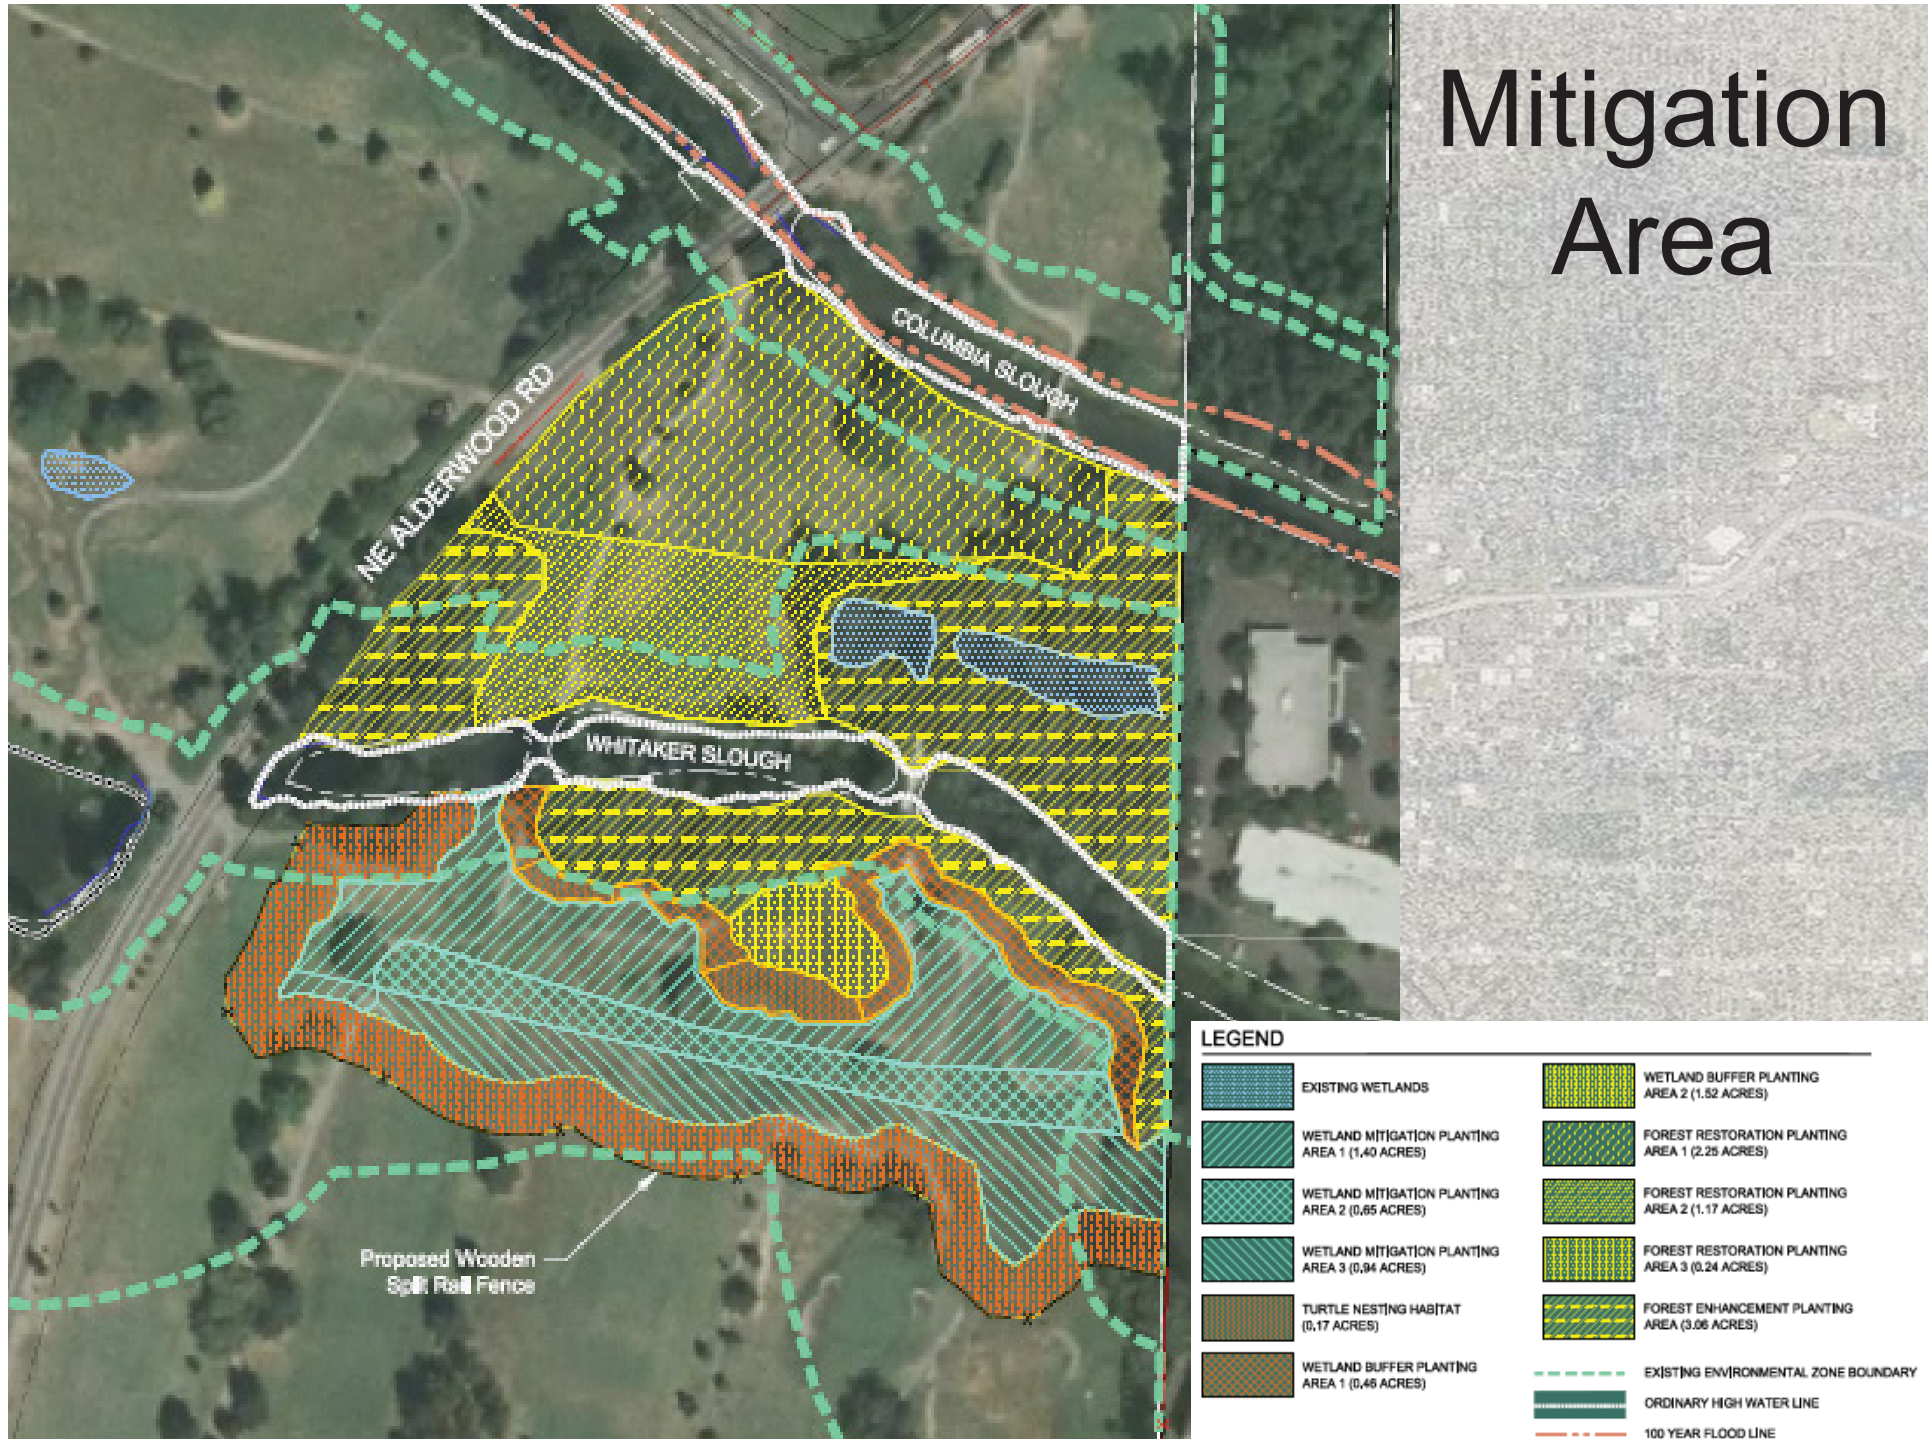 Mitigation
Area
COLUMBIA SLOUGH
NE ALDERWOOD RD
WHITAKER SLOUGH
Proposed Wooden
Split Rail Fence
LEGEND
EXISTING WETLANDS
WETLAND MITIGATION PLANTING
AREA 1 (1.40 ACRES)
WETLAND MITIGATION PLANTING
AREA 2 (0.65 ACRES)
WETLAND MITIGATION PLANTING
AREA 3 (0.94 ACRES)
TURTLE NESTING HABITAT
(0.17 ACRES)
WETLAND BUFFER PLANTING
AREA 1 (0.46 ACRES)
WETLAND BUFFER PLANTING
AREA 2 (1.52 ACRES)
FOREST RESTORATION PLANTING
AREA 1 (2.25 ACRES)
FOREST RESTORATION PLANTING
AREA 2 (1.17 ACRES)
FOREST RESTORATION PLANTING
AREA 3 (0.24 ACRES)
FOREST ENHANCEMENT PLANTING
AREA (3.06 ACRES)
EXISTING ENVIRONMENTAL ZONE BOUNDARY
ORDINARY HIGH WATER LINE
100 YEAR FLOOD LINE